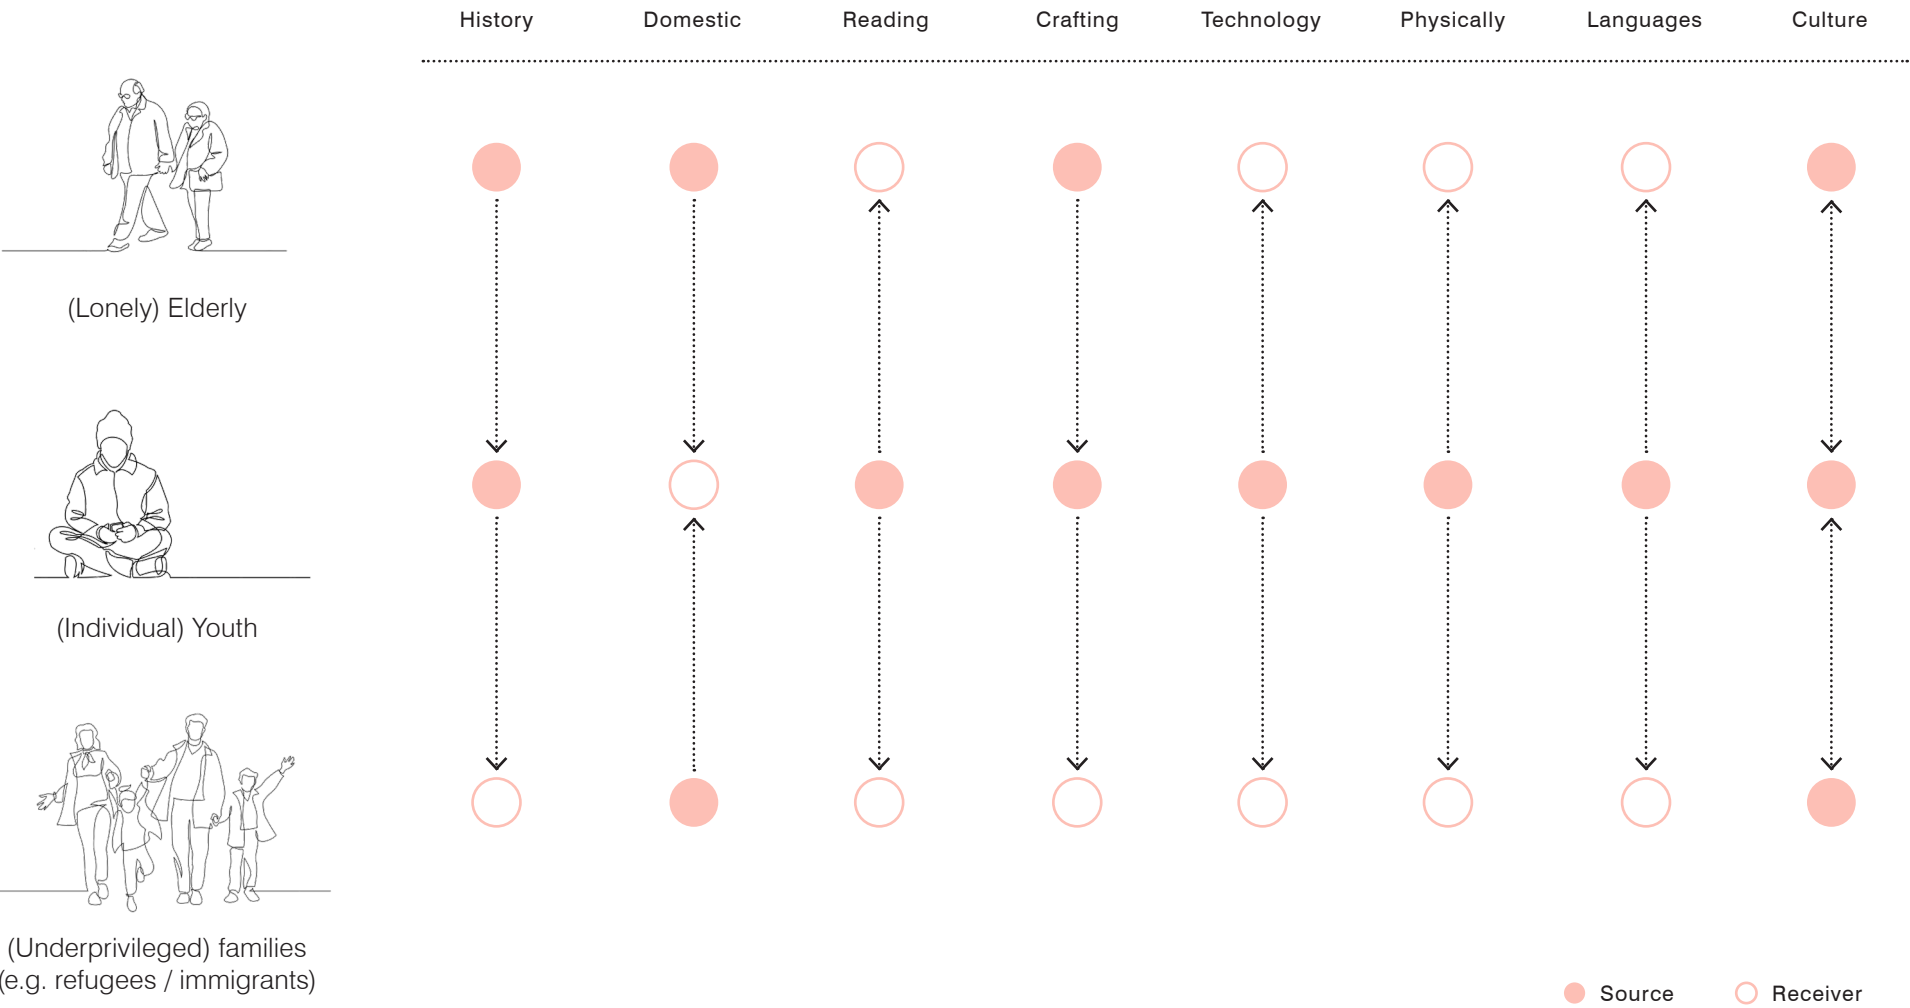 History Domestic Reading Crafting Technology Physically Languages Culture
(Lonely) Elderly
(Individual) Youth
(Underprivileged) families
(e.g. refugees / immigrants)
Source Receiver